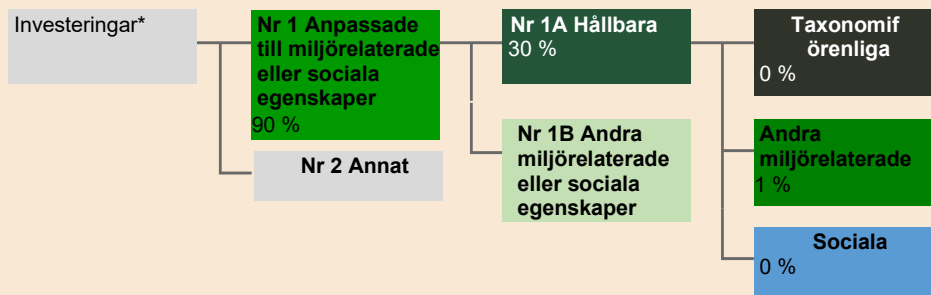 Investeringar*
Nr 1 Anpassade
till miljörelaterade
eller sociala
egenskaper
90 %
Nr 2 Annat
Nr 1A Hållbara
30 %
Nr 1B Andra
miljörelaterade
eller sociala
egenskaper
Taxonomif
örenliga
0 %
Andra
miljörelaterade
1 %
Sociala
0 %